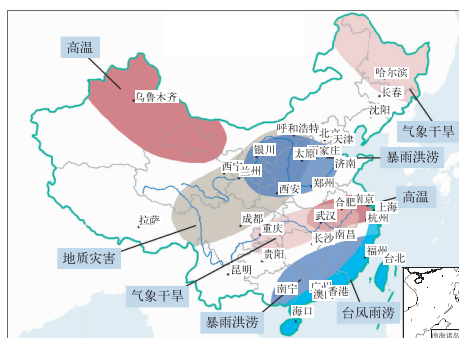 高温
哈尔滨
乌鲁木齐
长春
沈阳
呼和浩特
天津
气象干旱
银川
太原
石家庄
济南
暴雨洪涝
西宁
兰州
西安
郑州
高温
合肥
南京
上海
拉萨
成都
武汉
杭州
重庆
长沙
南昌
地质灾害
贵阳
福州
台北
昆明
气象干旱
南宁
广州
澳门
香港
暴雨洪涝
海口
台风雨涝
南海诸岛